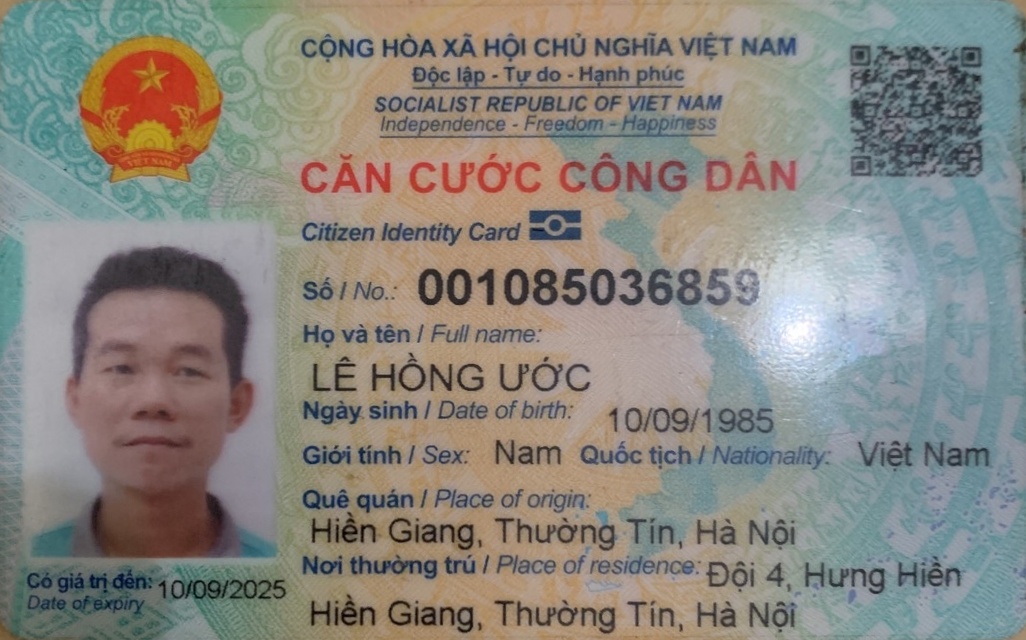 CỘNG HÒA XÃ HỘI CHỦ NGHĨA VIỆT NAM
Độc lập - Tự do - Hạnh phúc
SOCIALIST REPUBLIC OF VIET NAM
Independence - Freedom - Happiness
CĂN CƯỚC CÔNG DÂN
Citizen Identity Card
VIỆT NAM
Số / No.: 001085036859
Họ và tên / Full name:
LÊ HỒNG ƯỚC
Ngày sinh / Date of birth: 10/09/1985
Giới tính / Sex: Nam Quốc tịch / Nationality: Việt Nam
Quê quán / Place of origin:
Hiền Giang, Thường Tín, Hà Nội
Nơi thường trú / Place of residence: Đội 4, Hưng Hiền
Hiền Giang, Thường Tín, Hà Nội
Có giá trị đến: 10/09/2025
Date of expiry